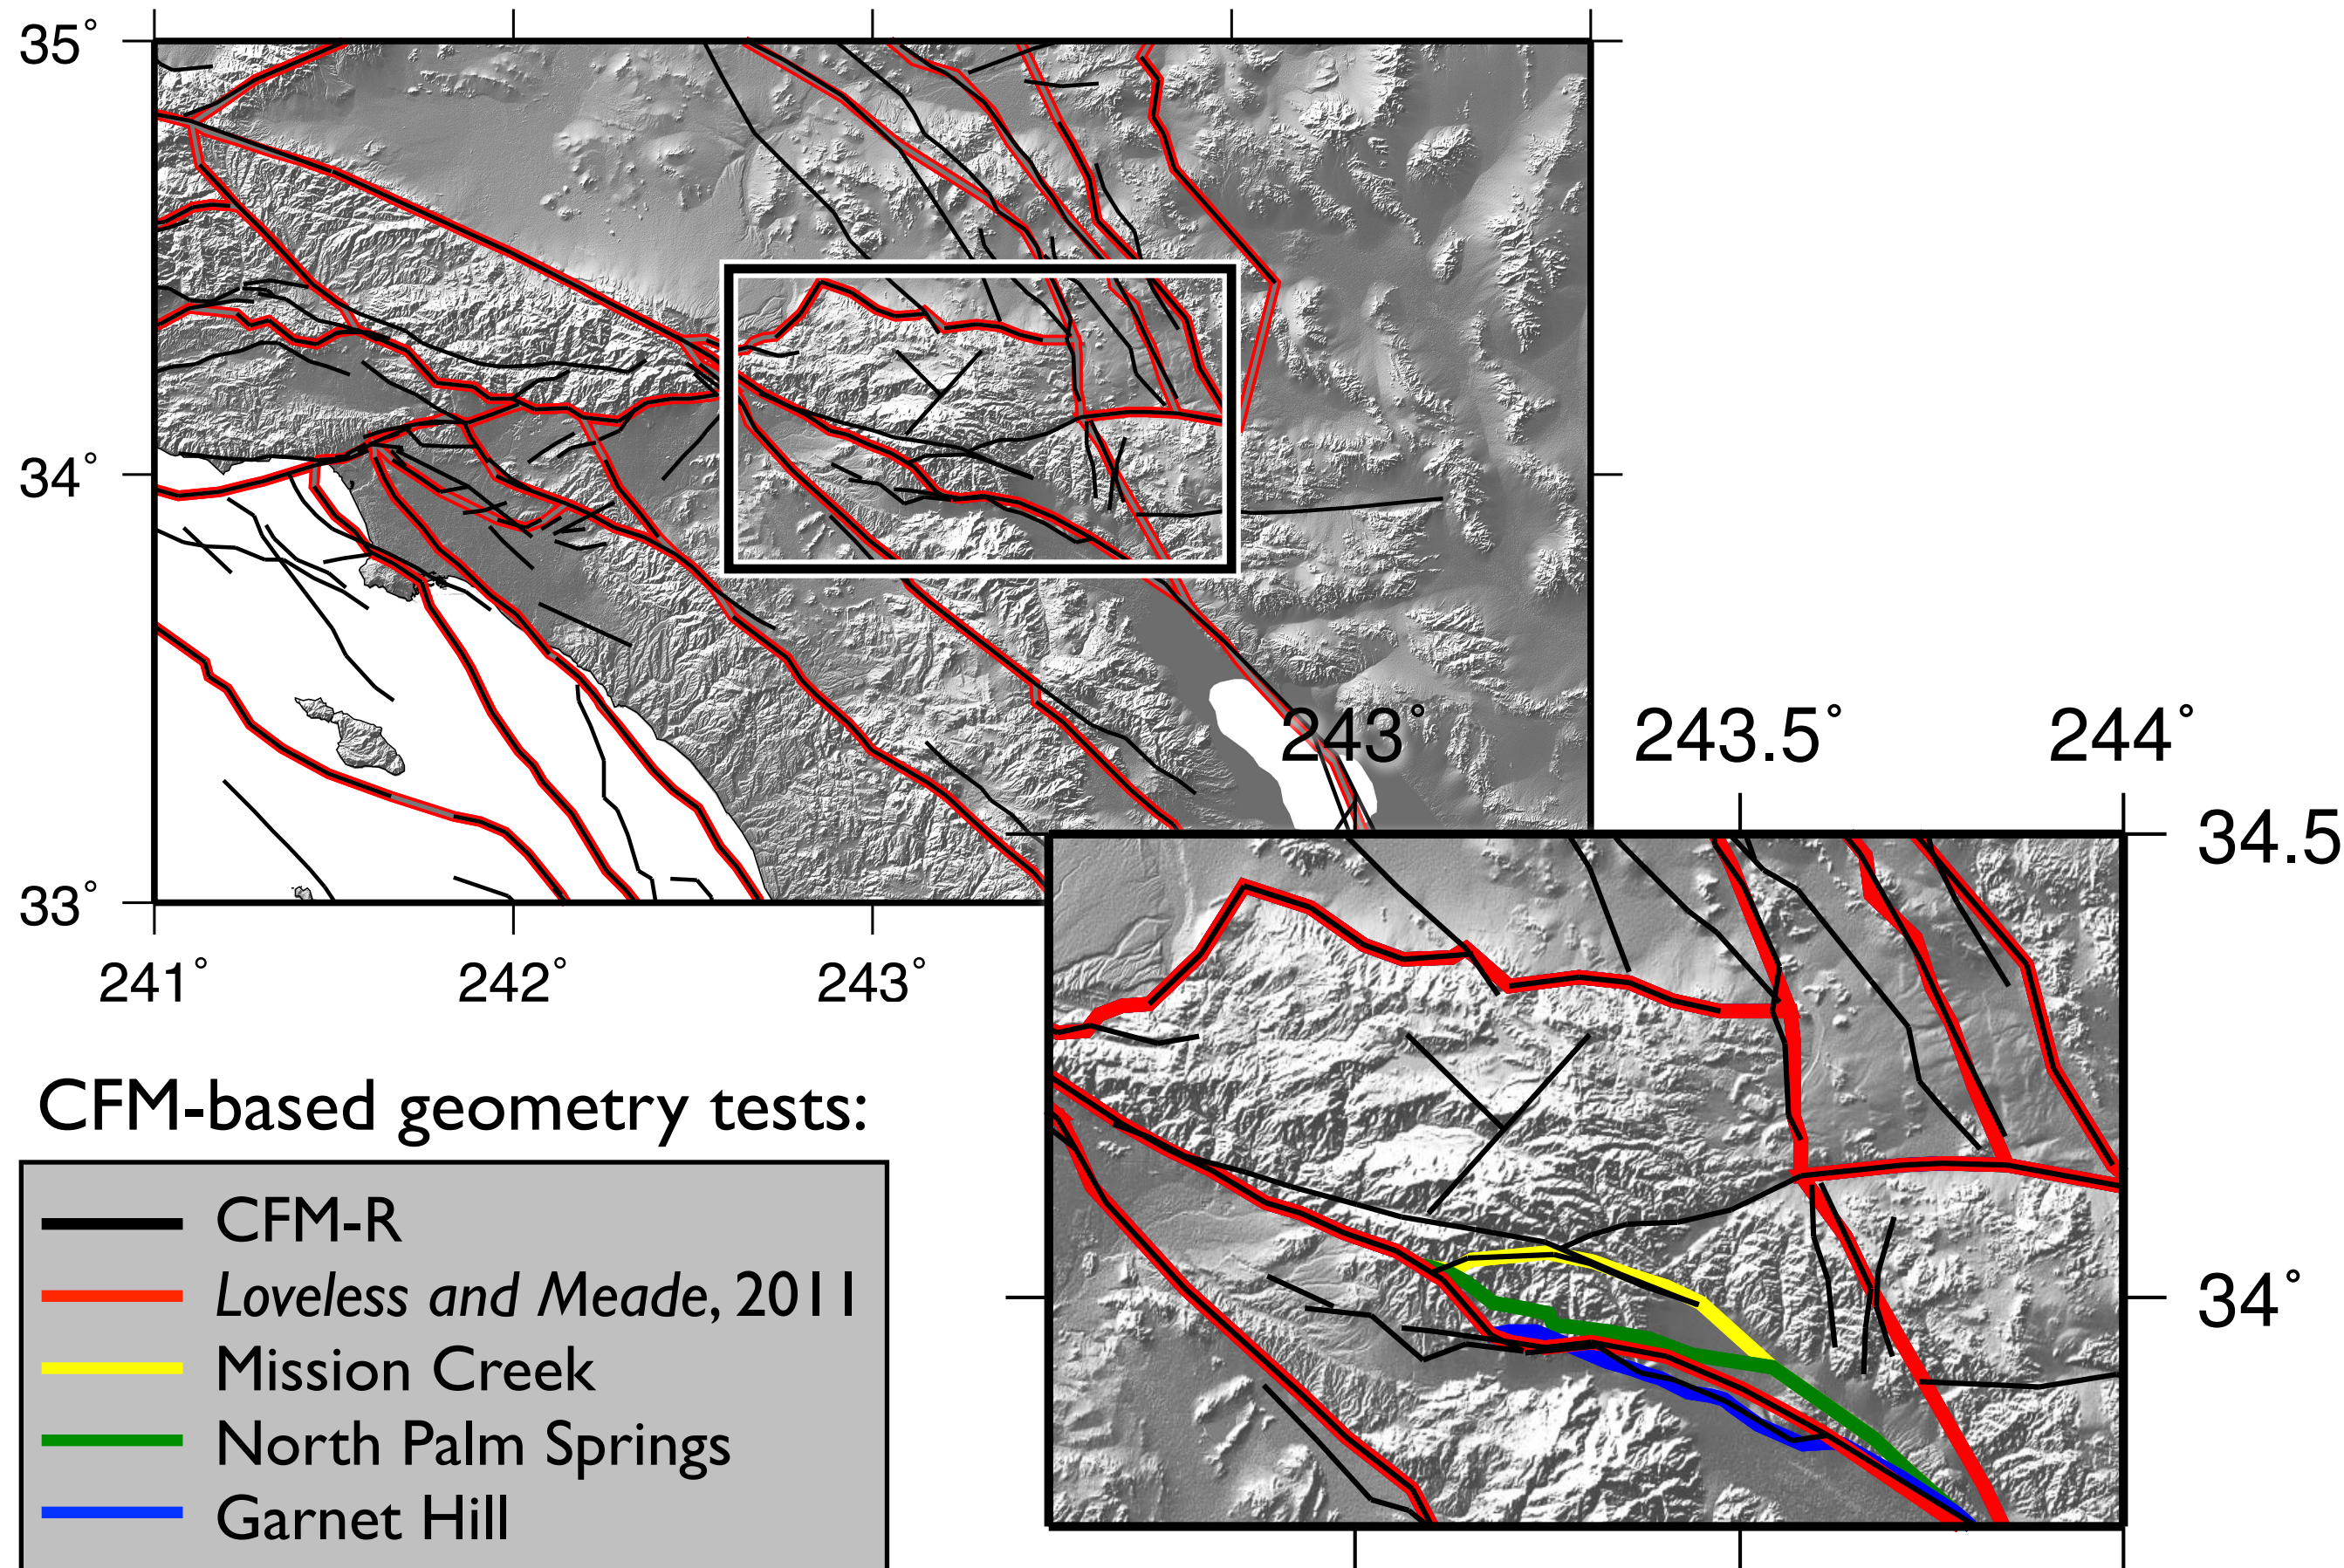 35°
34°
33°
241°
242°
243°
243°
243.5°
244°
34.5
34°
CFM-based geometry tests:
CFM-R
Loveless and Meade, 2011
Mission Creek
North Palm Springs
Garnet Hill